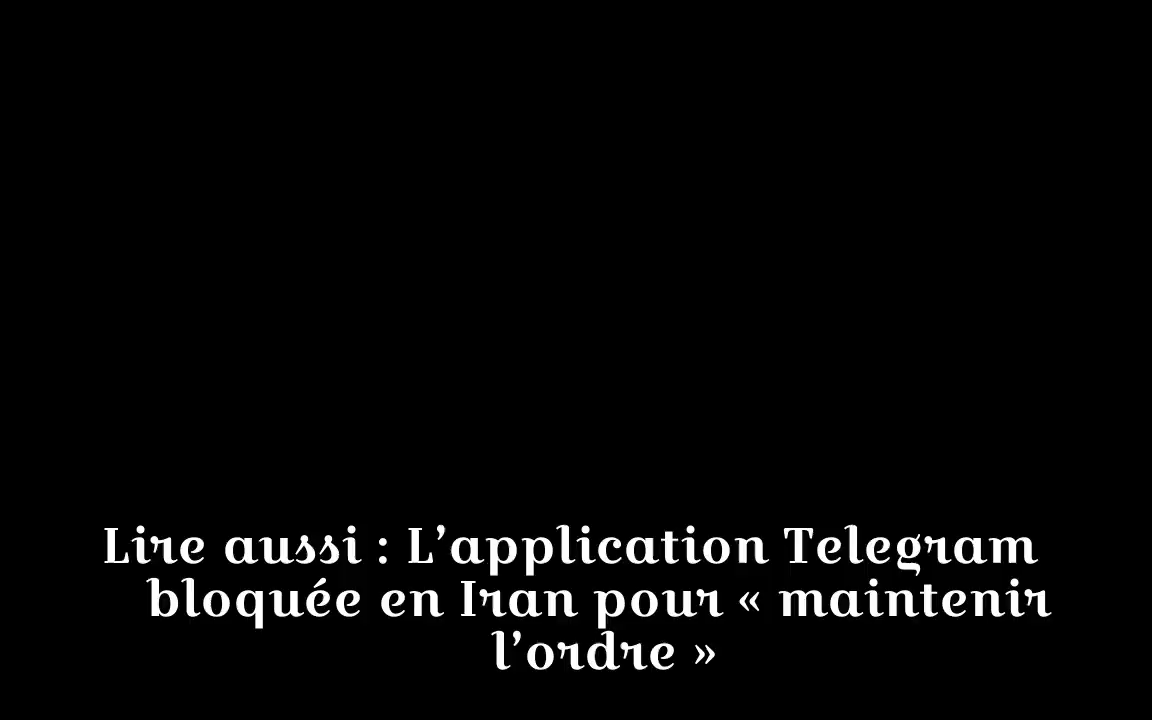 Lire aussi : L’application Telegram
bloquée en Iran pour « maintenir
l’ordre »